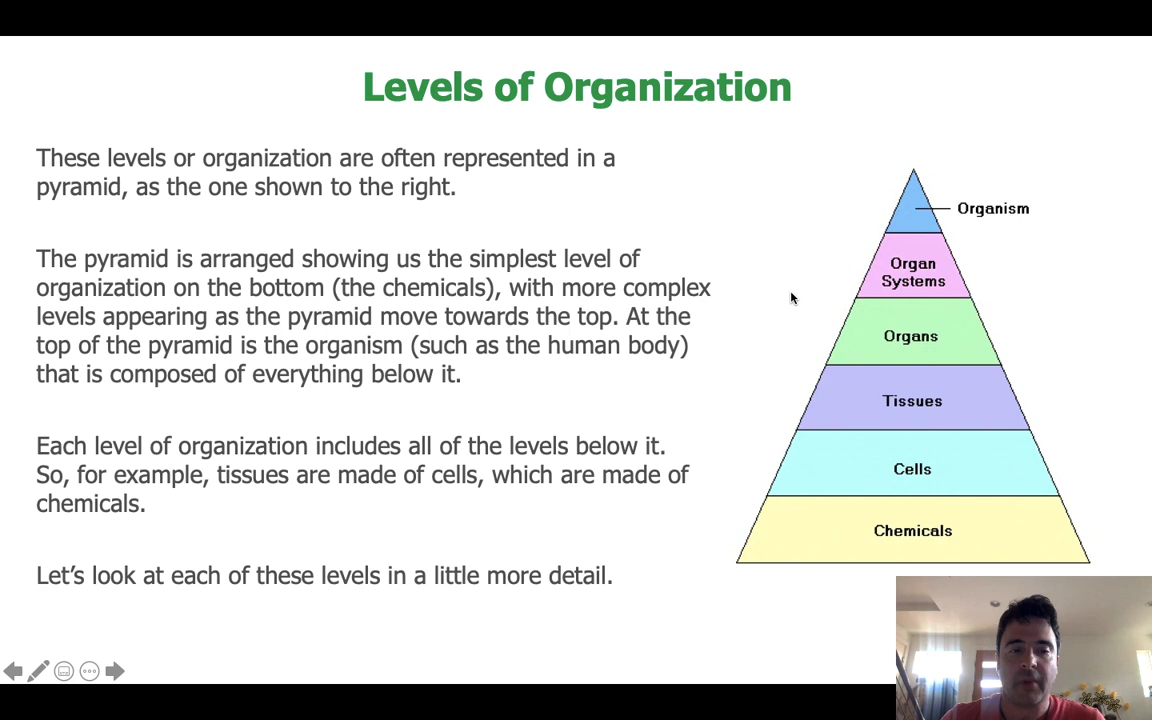 Levels of Organization
These levels or organization are often represented in a
pyramid, as the one shown to the right.
The pyramid is arranged showing us the simplest level of
organization on the bottom (the chemicals), with more complex
levels appearing as the pyramid move towards the top. At the
top of the pyramid is the organism (such as the human body)
that is composed of everything below it.
Each level of organization includes all of the levels below it.
So, for example, tissues are made of cells, which are made of
chemicals.
Let's look at each of these levels in a little more detail.
Organism
Organ
Systems
Organs
Tissues
Cells
Chemicals